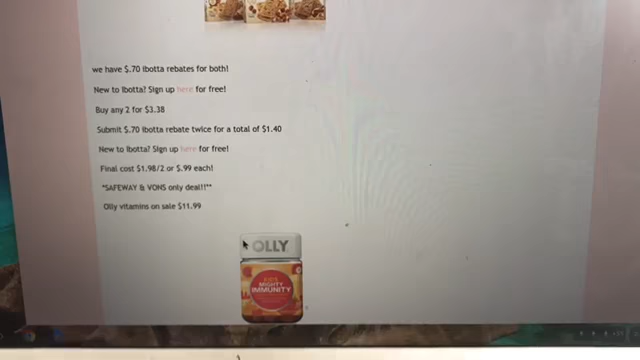 we have $.70 ibotta rebates for both!
New to Ibotta? Sign up here for free!
Buy any 2 for $3.38
Submit $.70 ibotta rebate twice for a total of $1.40
New to ibotta? Sign up here for free!
Final cost $1.98/2 or $.99 each!
*SAFEWAY & VONS only deal!!**
Olly vitamins on sale $11.99
OLLY
KIDS
MIGHTY
IMMUNITY